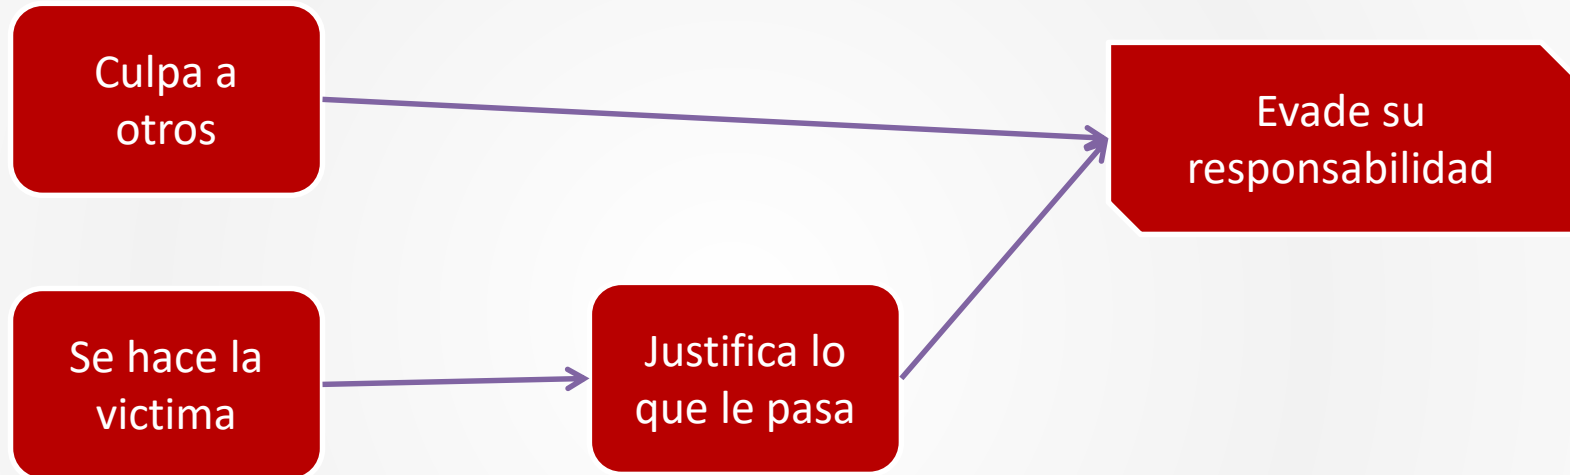 Culpa a
otros
Evade su
responsabilidad
Se hace la
victima
Justifica lo
que le pasa